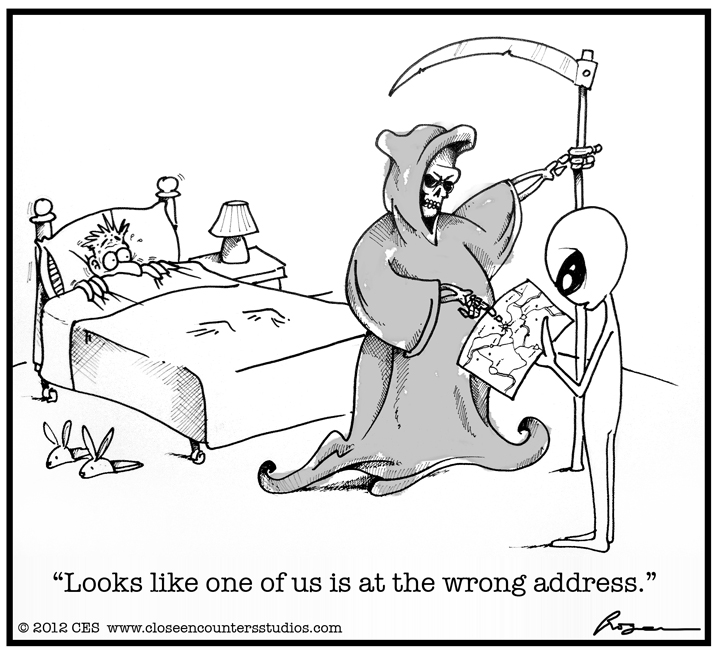 “Looks like one of us is at the wrong address.”
© 2012 CES www.closeencountersstudios.com